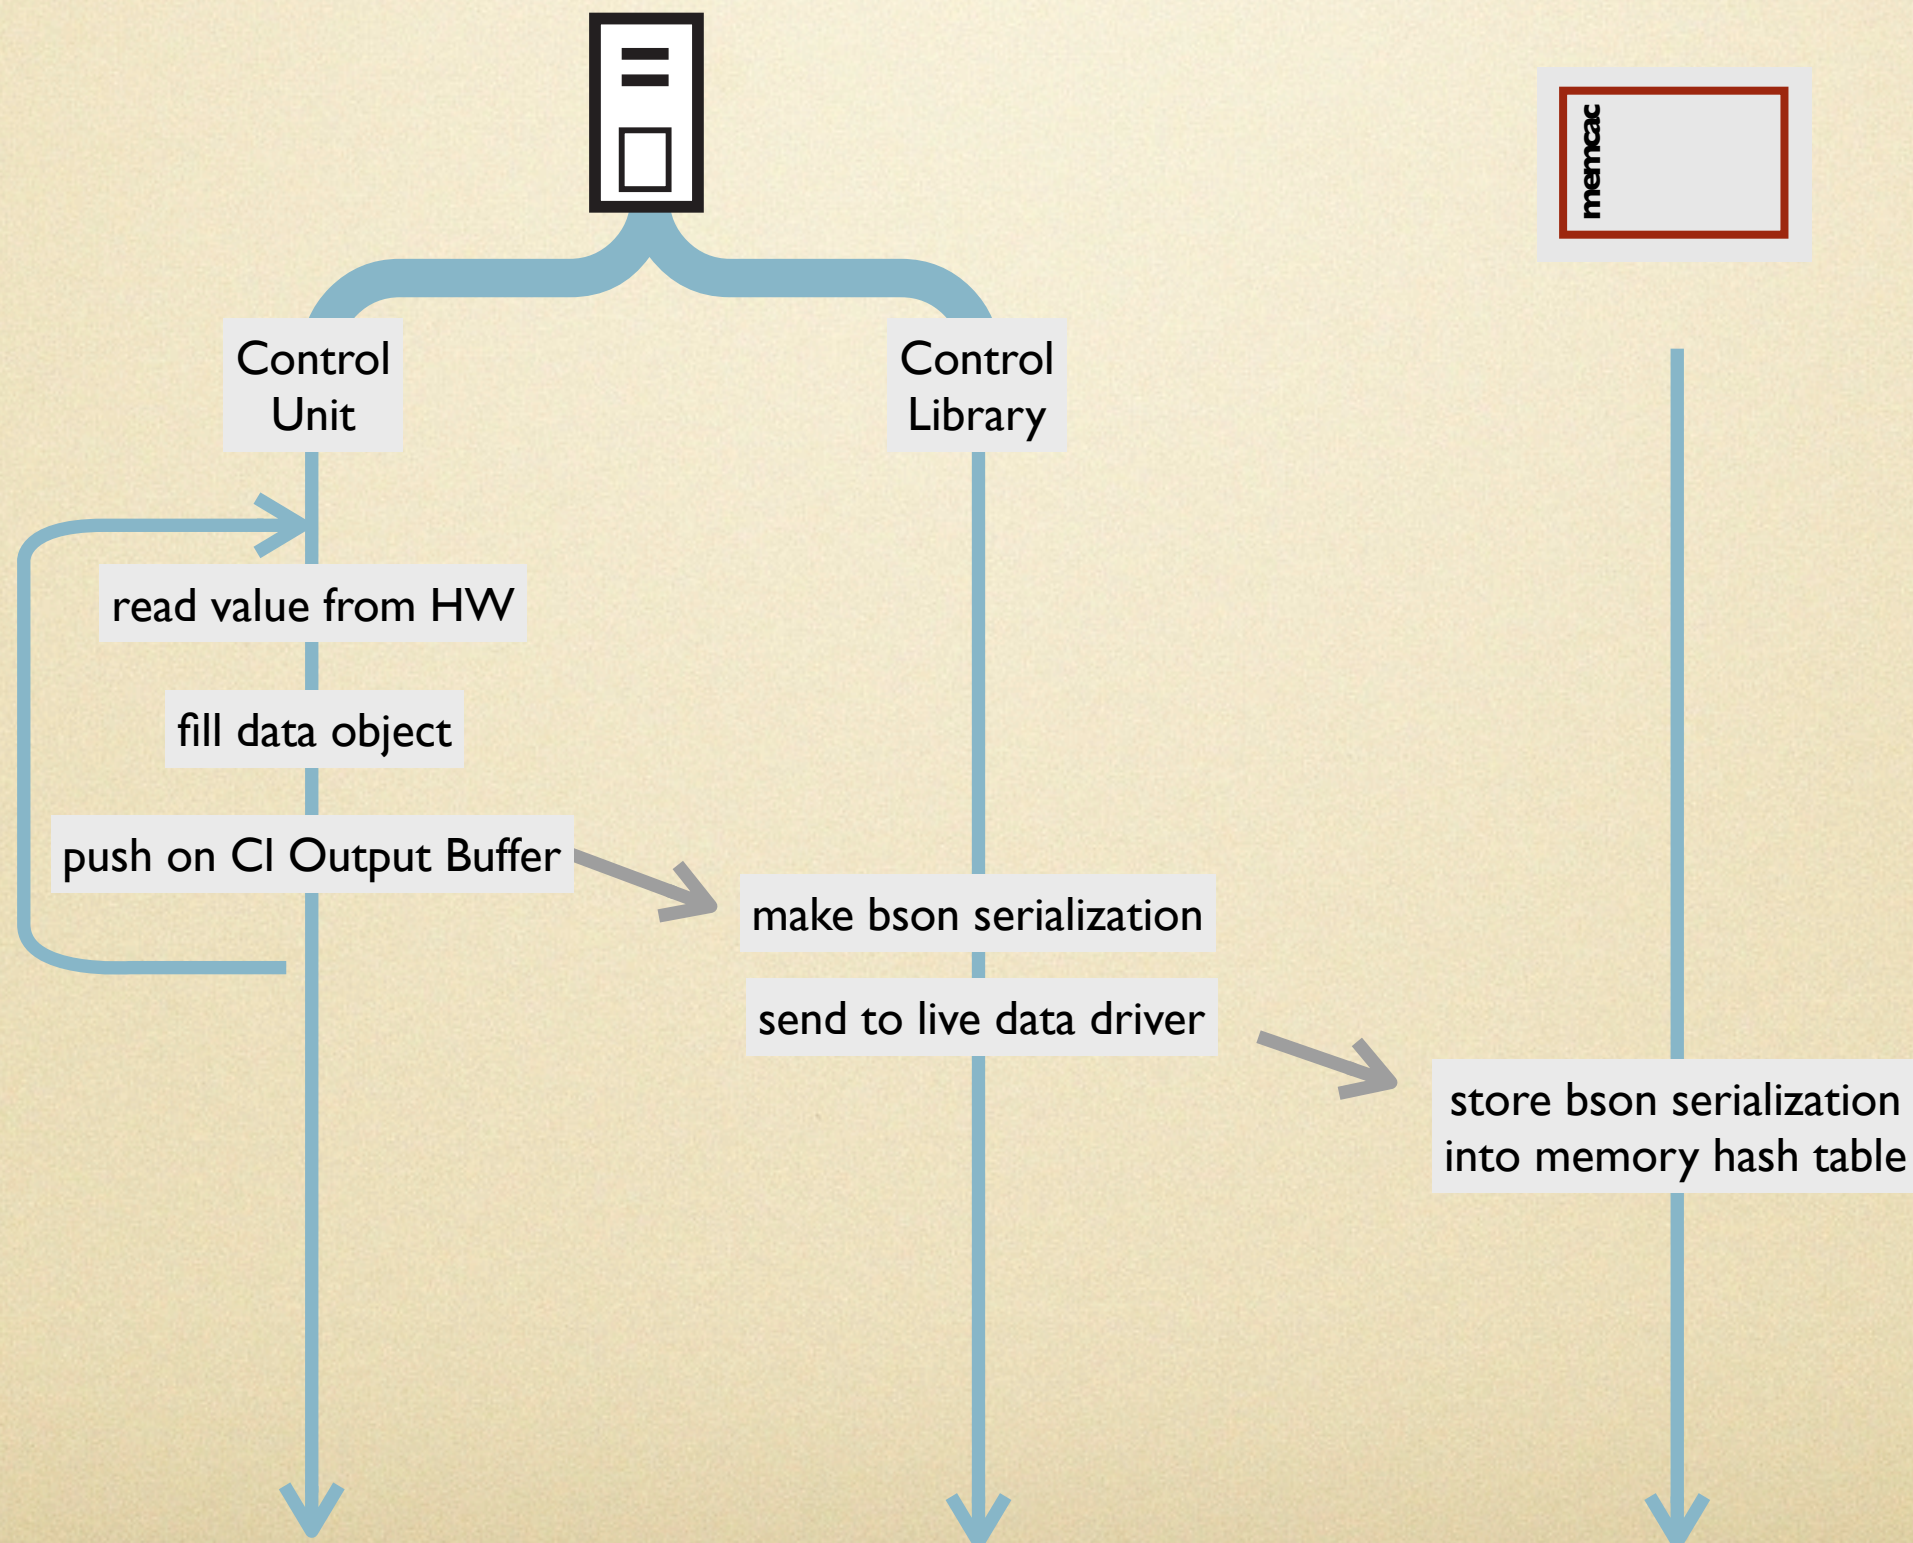 memcac
Control
Unit
Control
Library
read value from HW
fill data object
push on CI Output Buffer
make bson serialization
send to live data driver
store bson serialization
into memory hash table